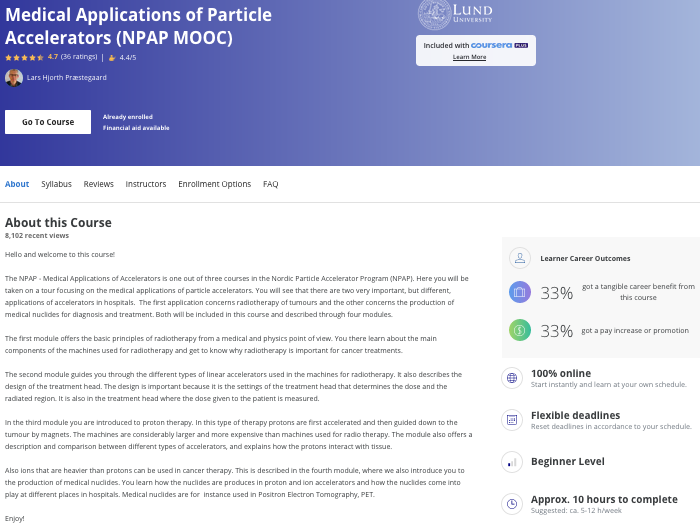 Medical Applications of Particle
Accelerators (NPAP MOOC)
4.7 (36 ratings) | 4.4/5
Lars Hjorth Præstegaard
LUND
UNIVERSITY
Included with coursera PLUS
Learn More
Go To Course
Already enrolled
Financial aid available
About Syllabus Reviews Instructors Enrollment Options FAQ
About this Course
8,102 recent views
Hello and welcome to this course!
The NPAP - Medical Applications of Accelerators is one out of three courses in the Nordic Particle Accelerator Program (NPAP). Here you will be
taken on a tour focusing on the medical applications of particle accelerators. You will see that there are two very important, but different,
applications of accelerators in hospitals. The first application concerns radiotherapy of tumours and the other concerns the production of
medical nuclides for diagnosis and treatment. Both will be included in this course and described through four modules.
The first module offers the basic principles of radiotherapy from a medical and physics point of view. You there learn about the main
components of the machines used for radiotherapy and get to know why radiotherapy is important for cancer treatments.
The second module guides you through the different types of linear accelerators used in the machines for radiotherapy. It also describes the
design of the treatment head. The design is important because it is the settings of the treatment head that determines the dose and the
radiated region. It is also in the treatment head where the dose given to the patient is measured.
In the third module you are introduced to proton therapy. In this type of therapy protons are first accelerated and then guided down to the
tumour by magnets. The machines are considerably larger and more expensive than machines used for radio therapy. The module also offers a
description and comparison between different types of accelerators, and explains how the protons interact with tissue.
Also ions that are heavier than protons can be used in cancer therapy. This is described in the fourth module, where we also introduce you to
the production of medical nuclides. You learn how the nuclides are produces in proton and ion accelerators and how the nuclides come into
play at different places in hospitals. Medical nuclides are for instance used in Positron Electron Tomography, PET.
Enjoy!
Learner Career Outcomes
33% got a tangible career benefit from
this course
33% got a pay increase or promotion
100% online
Start instantly and learn at your own schedule.
Flexible deadlines
Reset deadlines in accordance to your schedule.
Beginner Level
Approx. 10 hours to complete
Suggested: ca. 5-12 h/week